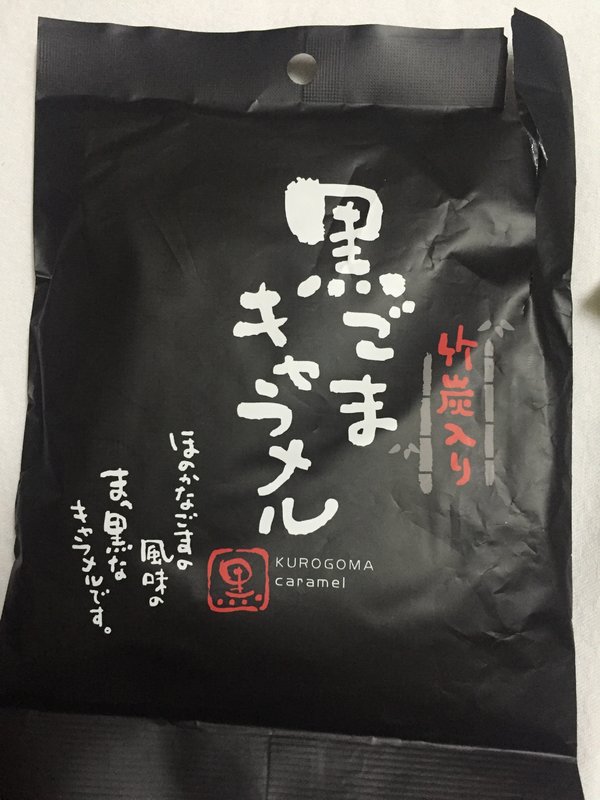 黒ごま
キャラメル
竹炭入り
ほのかなごまの
風味の
まっ黒な
キャラメルです。
黒
KUROGOMA
caramel